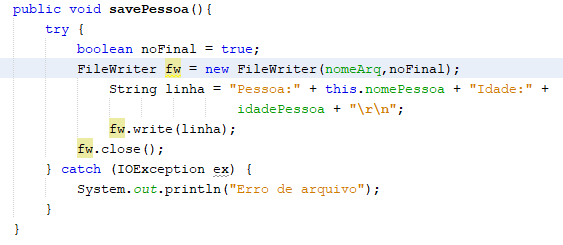 public void savePessoa(){
try {
boolean noFinal = true;
FileWriter fw = new FileWriter(nomeArq,noFinal);
String linha = "Pessoa:" + this.nomePessoa + "Idade:" +
idadePessoa + "\r\n";
fw.write(linha);
fw.close();
} catch (IOException ex) {
System.out.println("Erro de arquivo");
}
}